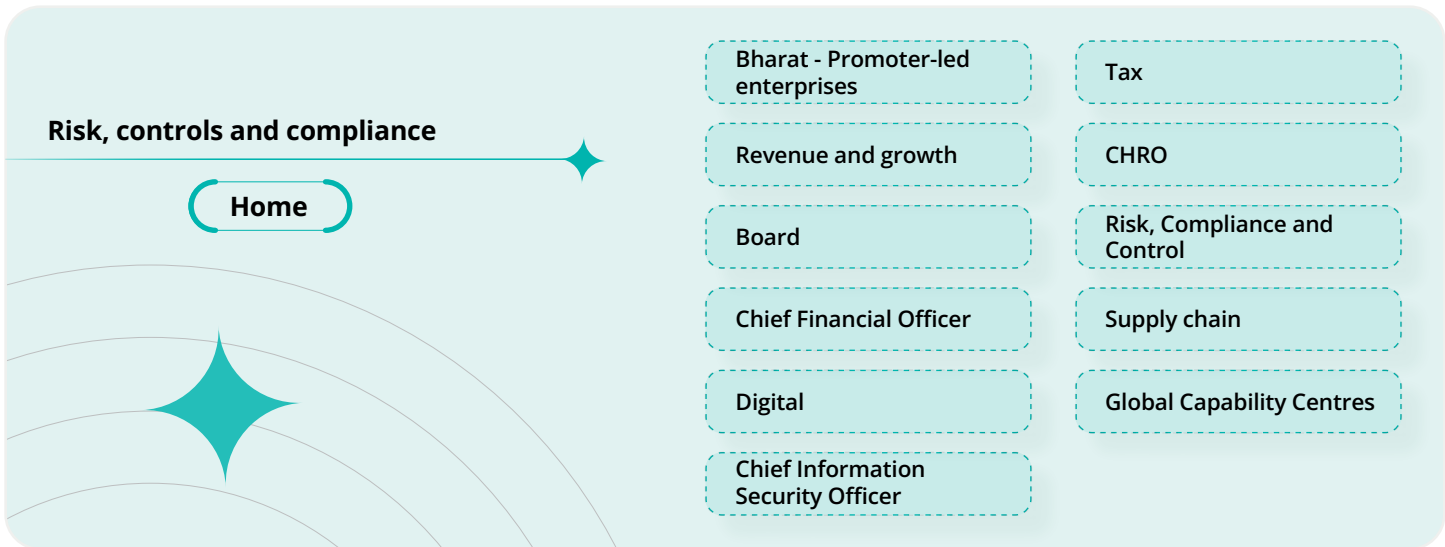 Risk, controls and compliance
Home
Bharat - Promoter-led
enterprises
Revenue and growth
Board
Chief Financial Officer
Digital
Chief Information
Security Officer
Tax
CHRO
Risk, Compliance and
Control
Supply chain
Global Capability Centres